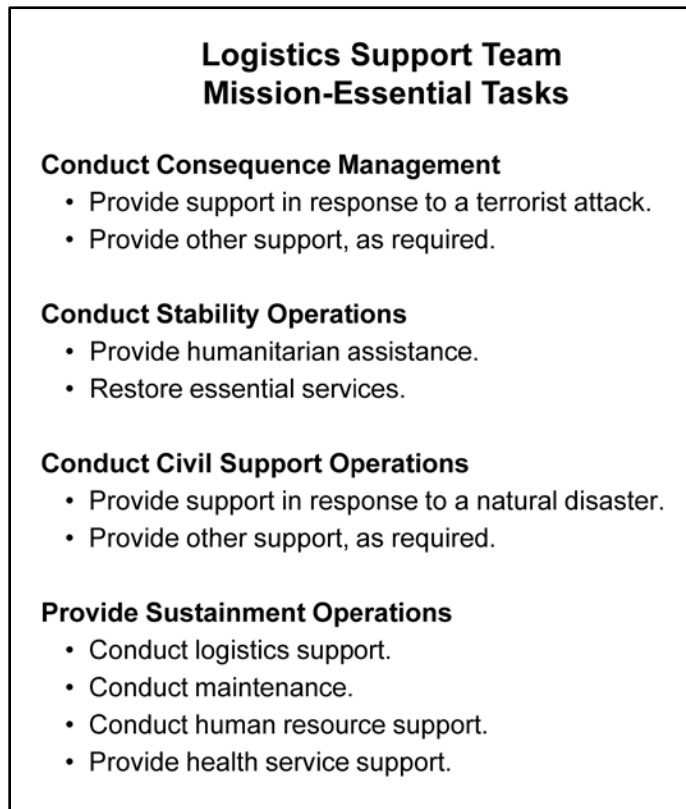 Logistics Support Team
Mission-Essential Tasks
Conduct Consequence Management
• Provide support in response to a terrorist attack.
• Provide other support, as required.
Conduct Stability Operations
• Provide humanitarian assistance.
• Restore essential services.
Conduct Civil Support Operations
• Provide support in response to a natural disaster.
• Provide other support, as required.
Provide Sustainment Operations
• Conduct logistics support.
• Conduct maintenance.
• Conduct human resource support.
• Provide health service support.